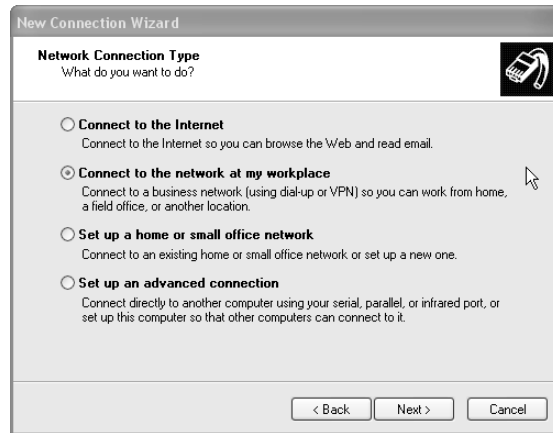 New Connection Wizard
Network Connection Type
What do you want to do?
Connect to the Internet
Connect to the Internet so you can browse the Web and read email.
Connect to the network at my workplace
Connect to a business network (using dial-up or VPN) so you can work from home,
a field office, or another location.
Set up a home or small office network
Connect to an existing home or small office network or set up a new one.
Set up an advanced connection
Connect directly to another computer using your serial, parallel, or infrared port, or
set up this computer so that other computers can connect to it.
< Back Next > Cancel